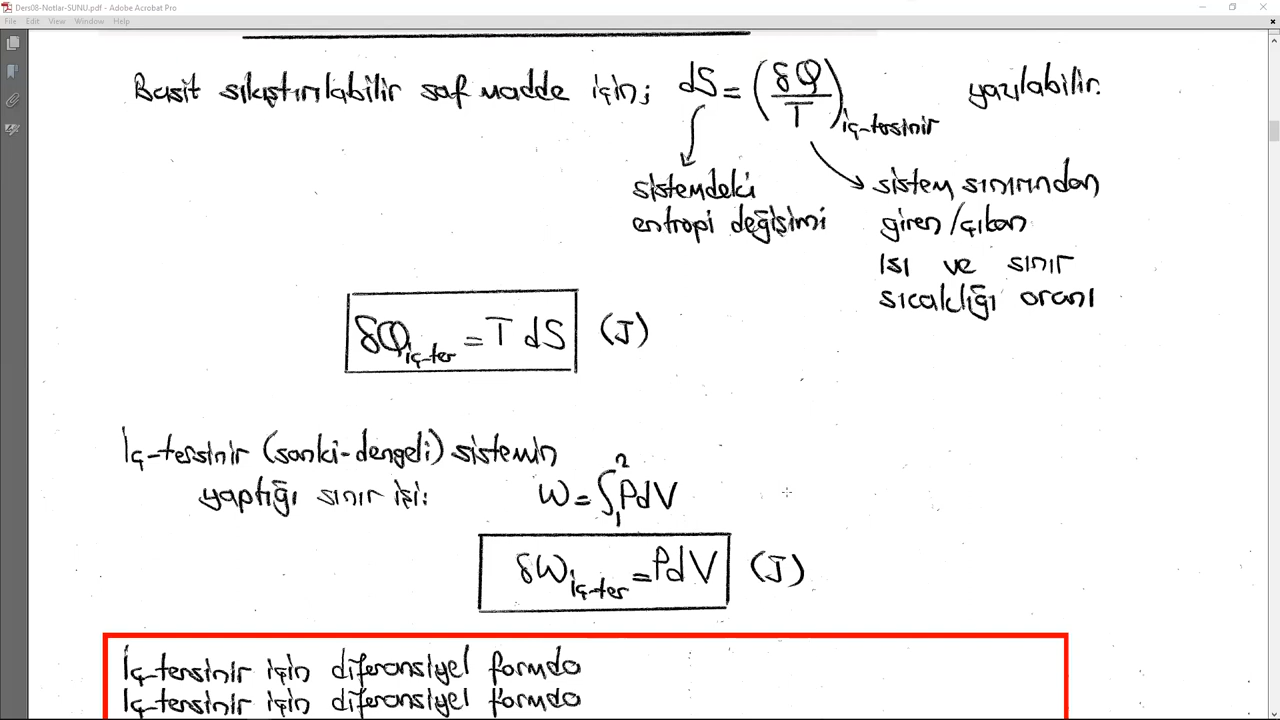 Ders08-Notlar-SUNU.pdf - Adobe Acrobat Pro
File Edit View Window Help
Basit sıkıştırılabilir saf madde için; dS = (δQ/T)iç-tersinir yazılabilir.
sistemdeki
entropi değişimi
sistem sınırından
giren/çıkan
ısı ve sınır
sıcaklığı oranı
δQiç-ter = T dS (J)
İç-tersinir (sanki-dengeli) sistemin
yaptığı sınır işi: W = ∫₁² PdV
δWiç-ter = PdV (J)
İç-tersinir için diferansiyel formda
İç-tersinir için diferansiyel formda